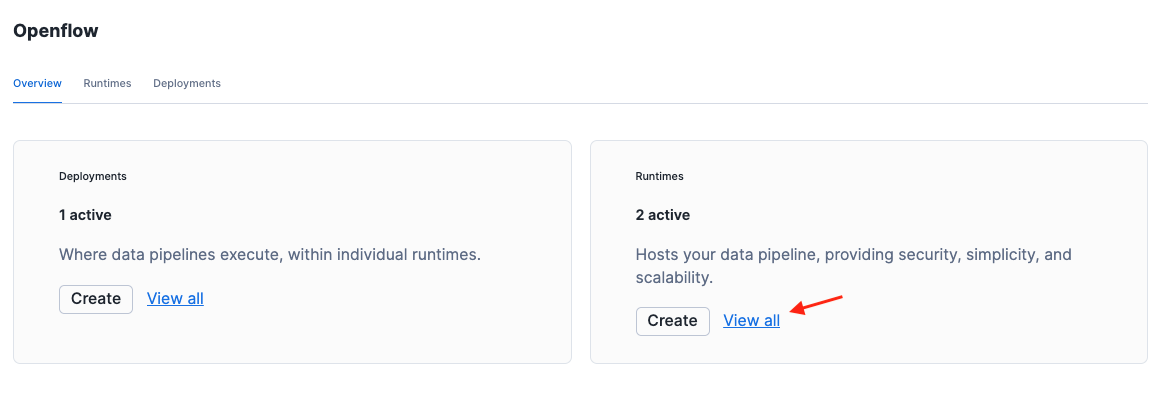 Openflow
Overview Runtimes Deployments
Deployments
1 active
Where data pipelines execute, within individual runtimes.
Create View all
Runtimes
2 active
Hosts your data pipeline, providing security, simplicity, and
scalability.
Create View all